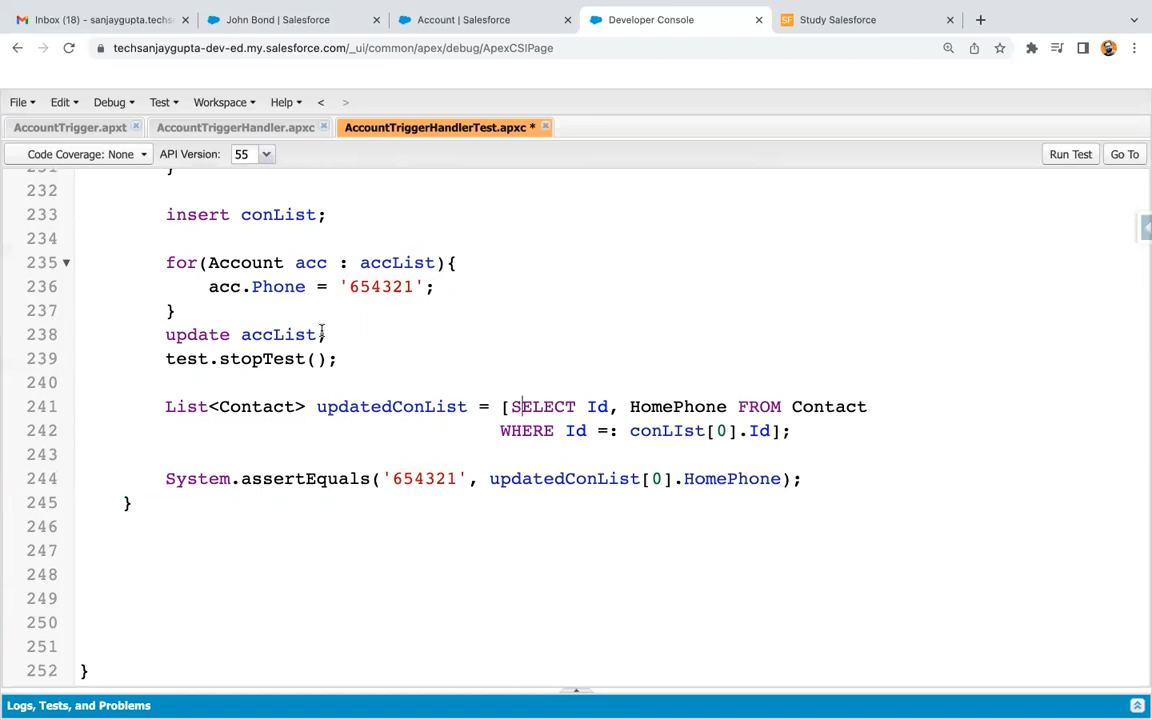 Inbox (18) - sanjaygupta.techs
John Bond | Salesforce
Account | Salesforce
Developer Console
Study Salesforce
techsanjaygupta-dev-ed.my.salesforce.com/_ui/common/apex/debug/ApexCSIPage
File Edit Debug Test Workspace Help < >
AccountTrigger.apxt
AccountTriggerHandler.apxc
AccountTriggerHandlerTest.apxc *
Code Coverage: None API Version: 55 Run Test Go To
231 }
232
233 insert conList;
234
235 for(Account acc : accList){
236 acc.Phone = '654321';
237 }
238 update accList;
239 test.stopTest();
240
241 List<Contact> updatedConList = [SELECT Id, HomePhone FROM Contact
242 WHERE Id =: conLIst[0].Id];
243
244 System.assertEquals('654321', updatedConList[0].HomePhone);
245 }
246
247
248
249
250
251
252 }
Logs, Tests, and Problems